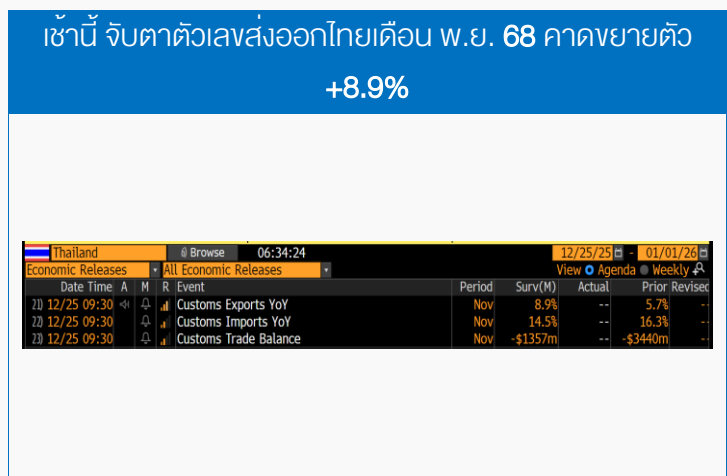 เช้านี้ จับตาตัวเลขส่งออกไทยเดือน พ.ย. 68 คาดขยายตัว
+8.9%
Thailand Browse 06:34:24 12/25/25 - 01/01/26
Economic Releases All Economic Releases View Agenda Weekly
Date Time A M R Event Period Surv(M) Actual Prior Revised
21) 12/25 09:30 Customs Exports YoY Nov 8.9% -- 5.7% --
22) 12/25 09:30 Customs Imports YoY Nov 14.5% -- 16.3% --
23) 12/25 09:30 Customs Trade Balance Nov -$1357m -- -$3440m --